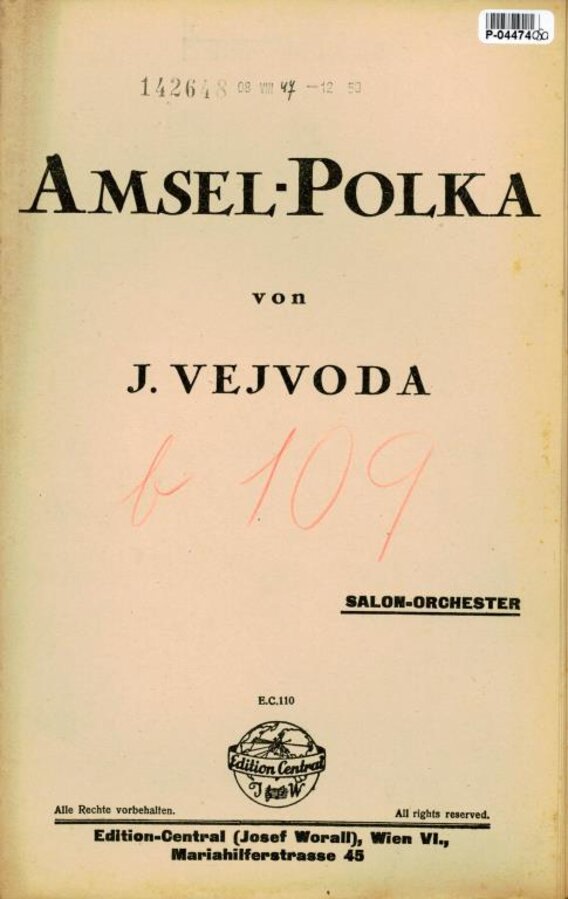 P-04474
142648 08 VIII 47 -12 50
AMSEL-POLKA
von
J. VEJVODA
b 109
SALON-ORCHESTER
E.C.110
Edition Central
J W
Alle Rechte vorbehalten.
All rights reserved.
Edition-Central (Josef Worall), Wien VI.,
Mariahilferstrasse 45